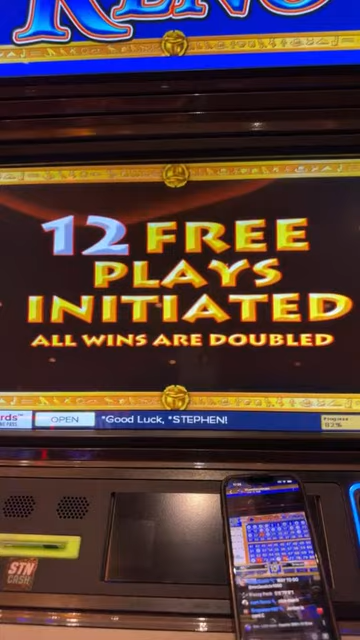 KENO
12 FREE
PLAYS
INITIATED
ALL WINS ARE DOUBLED
OPEN
*Good Luck, *STEPHEN!
Progress
STN
CASH